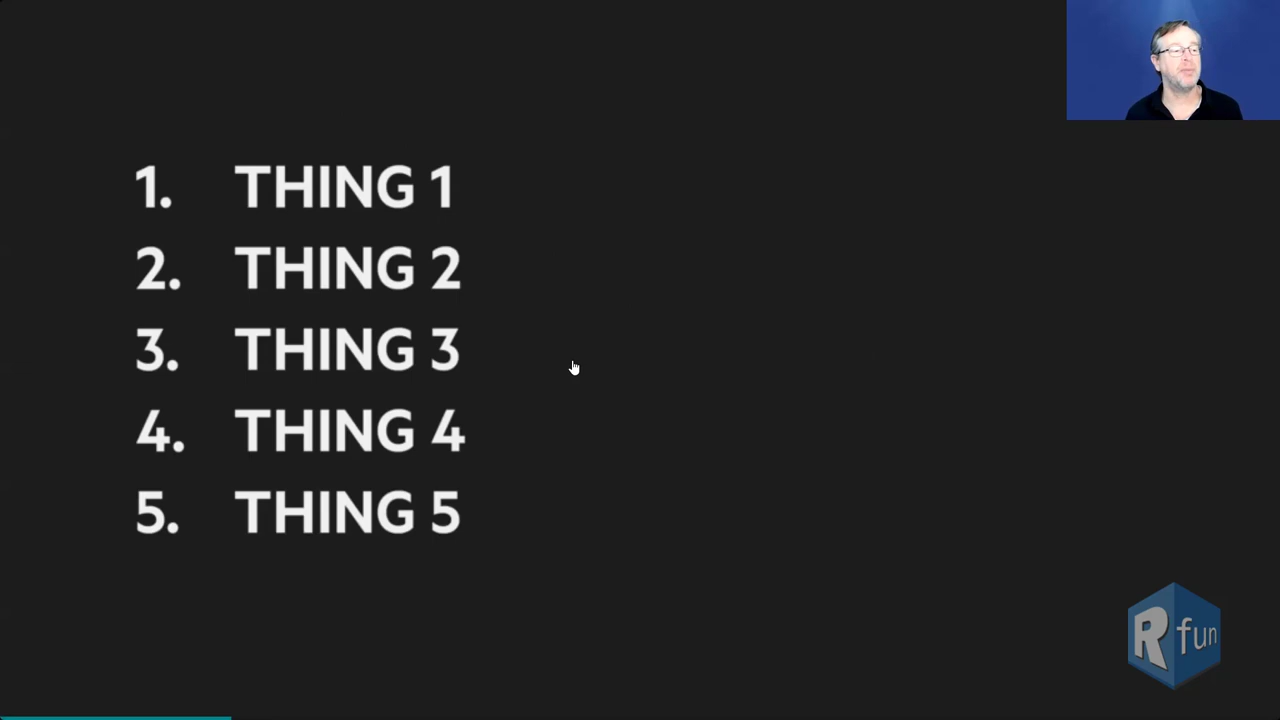 1. THING 1
2. THING 2
3. THING 3
4. THING 4
5. THING 5
R fun